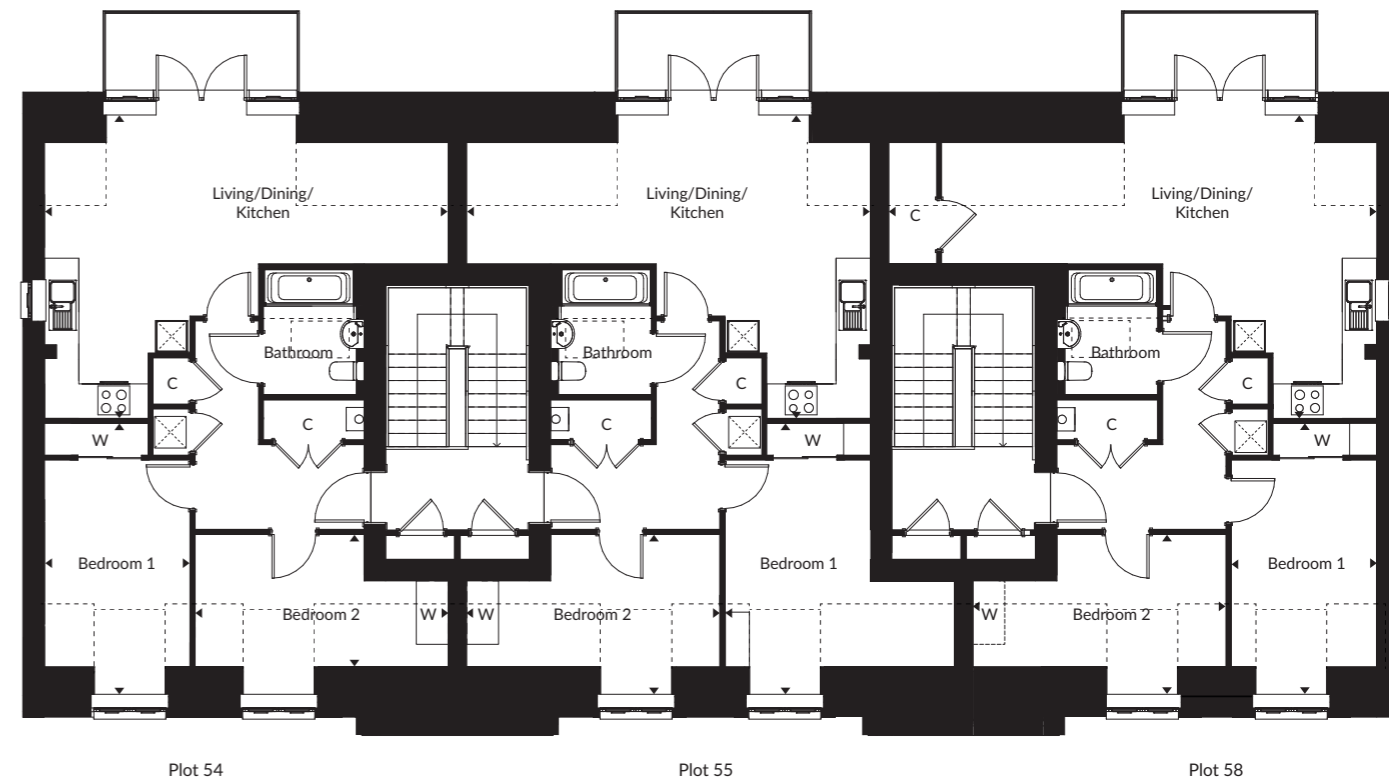 Living/Dining/
Kitchen
Living/Dining/
Kitchen
Living/Dining/
Kitchen
C
Bathroom
Bathroom
Bathroom
C
C
C
C
C
C
W
W
W
Bedroom 1
Bedroom 1
Bedroom 1
Bedroom 2
W
W
Bedroom 2
W
Bedroom 2
Plot 54
Plot 55
Plot 58